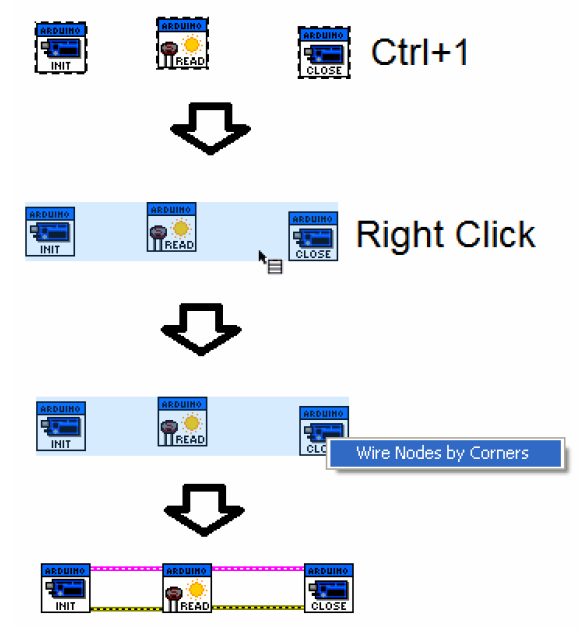 ARDUINO ARDUINO ARDUINO
INIT READ CLOSE
Ctrl+1
ARDUINO ARDUINO ARDUINO
INIT READ CLOSE
Right Click
ARDUINO ARDUINO ARDUINO
INIT READ CLO
Wire Nodes by Corners
ARDUINO ARDUINO ARDUINO
INIT READ CLOSE